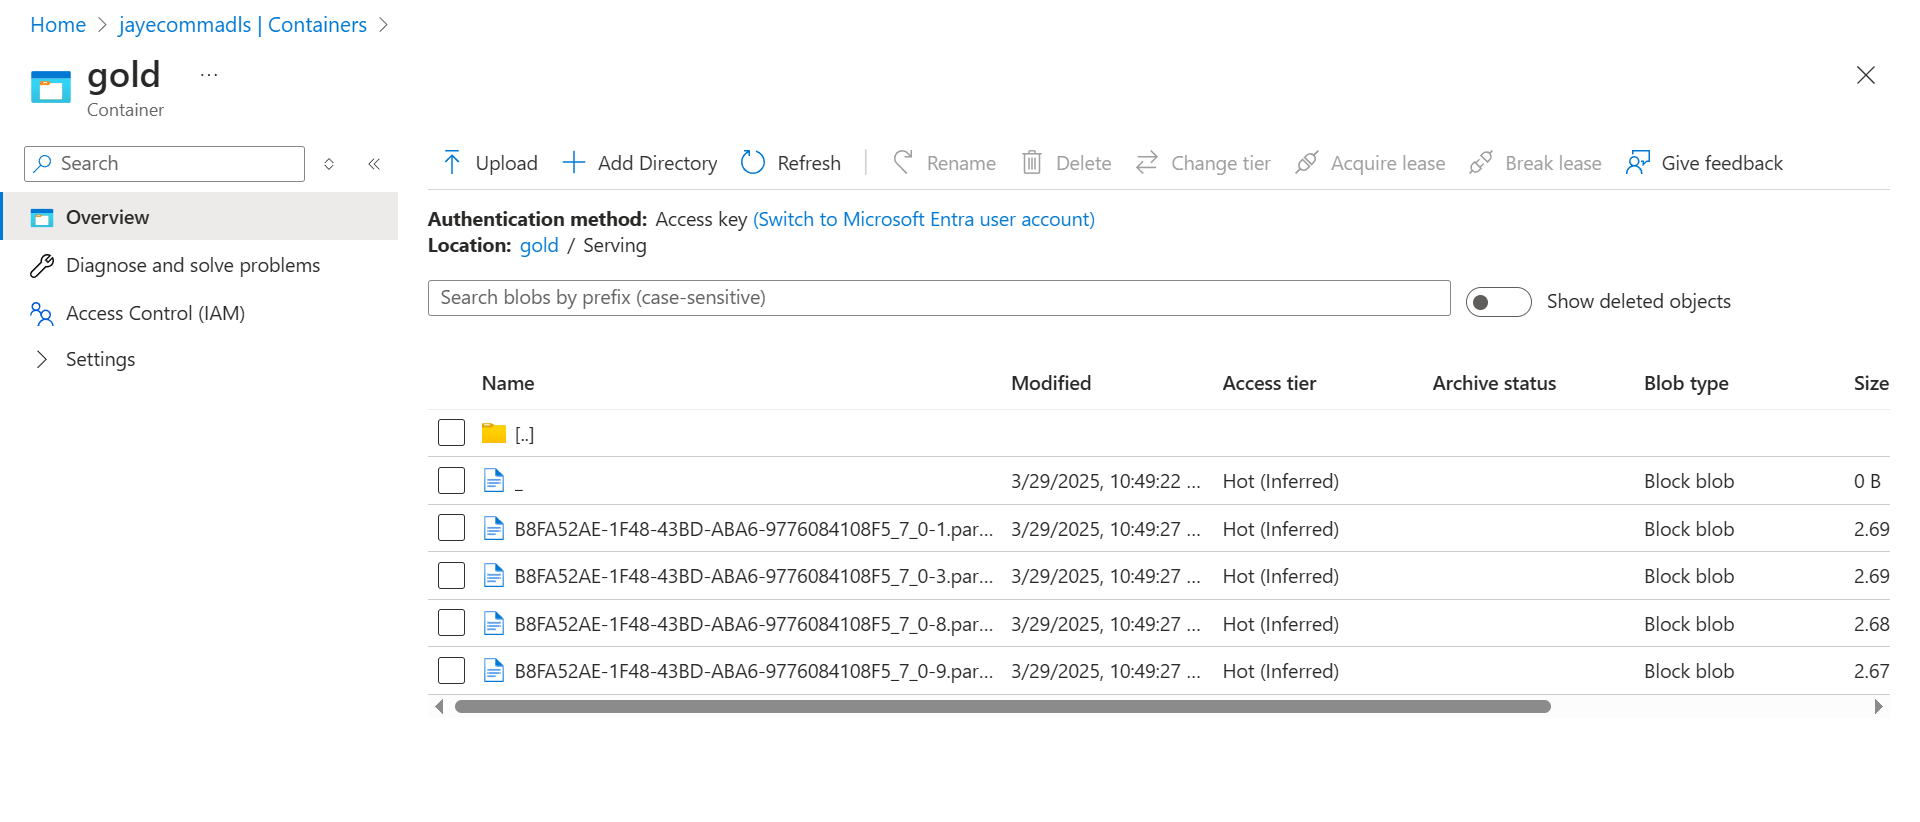 Home > jayecommadls | Containers >
gold ...
Container
Search
Upload Add Directory Refresh Rename Delete Change tier Acquire lease Break lease Give feedback
Overview
Diagnose and solve problems
Access Control (IAM)
Settings
Authentication method: Access key (Switch to Microsoft Entra user account)
Location: gold / Serving
Search blobs by prefix (case-sensitive)
Show deleted objects
Name Modified Access tier Archive status Blob type Size
[..]
_ 3/29/2025, 10:49:22 ... Hot (Inferred) Block blob 0 B
B8FA52AE-1F48-43BD-ABA6-9776084108F5_7_0-1.par... 3/29/2025, 10:49:27 ... Hot (Inferred) Block blob 2.69
B8FA52AE-1F48-43BD-ABA6-9776084108F5_7_0-3.par... 3/29/2025, 10:49:27 ... Hot (Inferred) Block blob 2.69
B8FA52AE-1F48-43BD-ABA6-9776084108F5_7_0-8.par... 3/29/2025, 10:49:27 ... Hot (Inferred) Block blob 2.68
B8FA52AE-1F48-43BD-ABA6-9776084108F5_7_0-9.par... 3/29/2025, 10:49:27 ... Hot (Inferred) Block blob 2.67